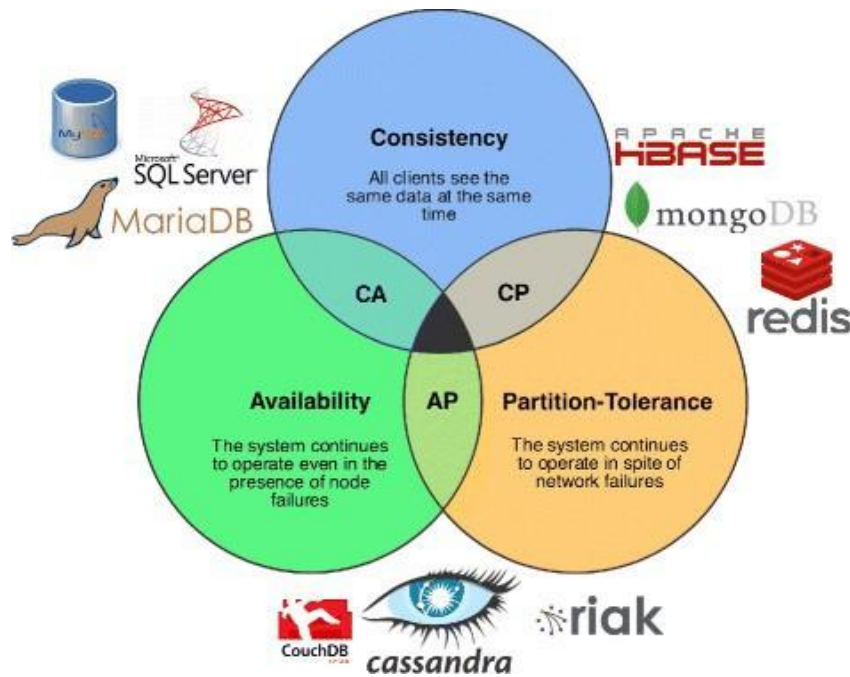 Consistency
All clients see the
same data at the same
time
MySQL
Microsoft®
SQL Server
MariaDB
APACHE
HBASE
mongoDB
redis
CA
CP
Availability
AP
Partition-Tolerance
The system continues
to operate even in the
presence of node
failures
The system continues
to operate in spite of
network failures
CouchDB
cassandra
riak